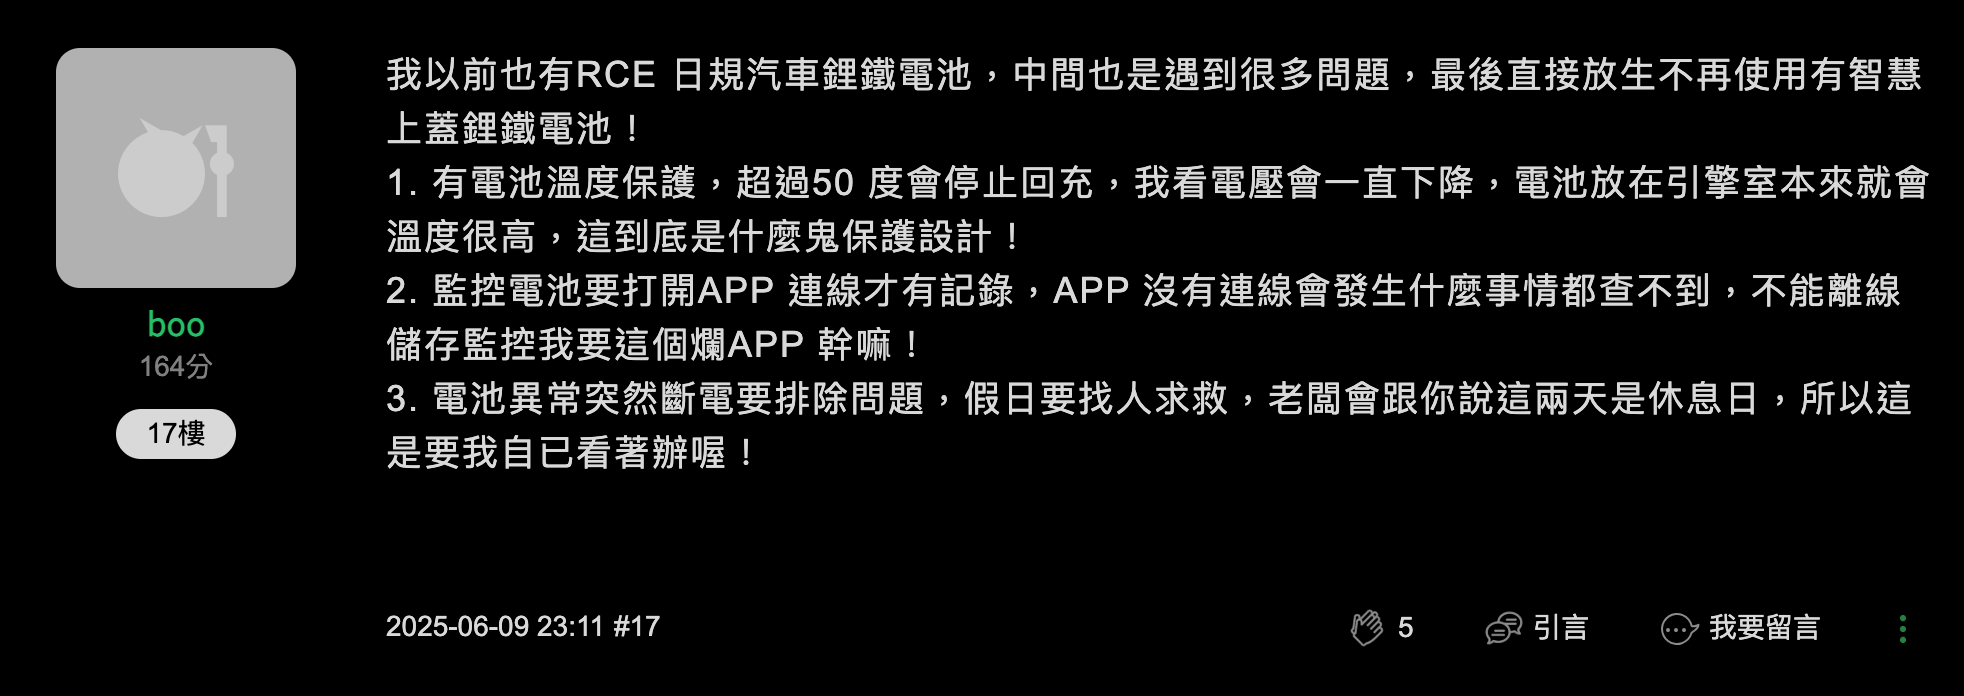 我以前也有RCE 日規汽車鋰鐵電池，中間也是遇到很多問題，最後直接放生不再使用有智慧
上蓋鋰鐵電池！
1. 有電池溫度保護，超過50 度會停止回充，我看電壓會一直下降，電池放在引擎室本來就會
溫度很高，這到底是什麼鬼保護設計！
2. 監控電池要打開APP 連線才有記錄，APP 沒有連線會發生什麼事情都查不到，不能離線
儲存監控我要這個爛APP 幹嘛！
3. 電池異常突然斷電要排除問題，假日要找人求救，老闆會跟你說這兩天是休息日，所以這
是要我自已看著辦喔！
boo
164分
17樓
2025-06-09 23:11 #17
5
引言
我要留言